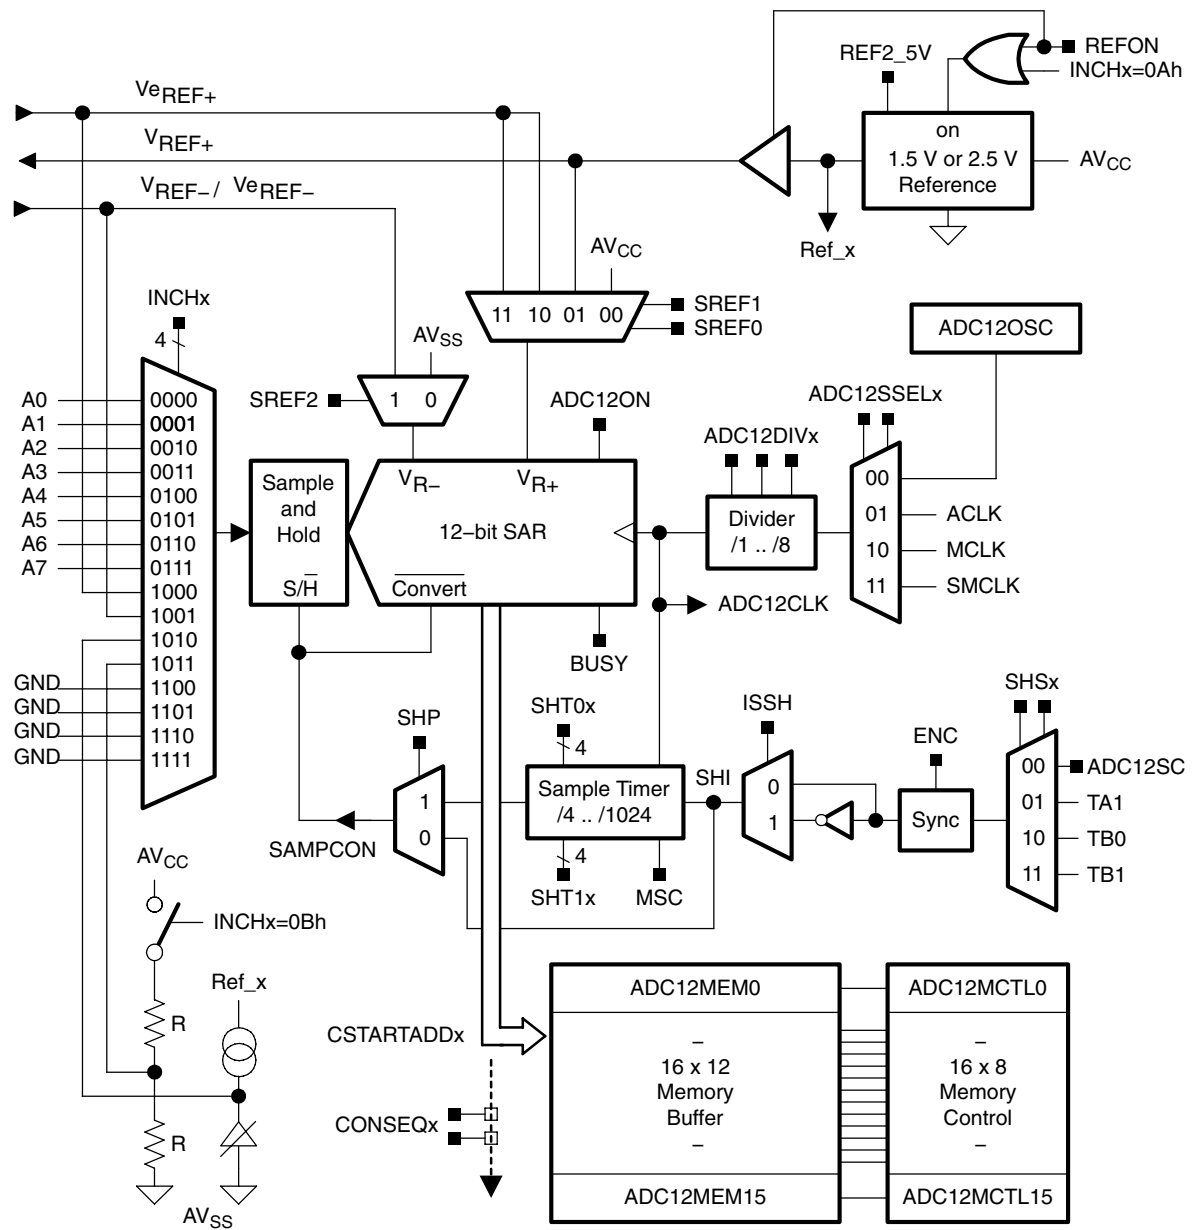 REFON
INCHx=0Ah
REF2_5V
on
1.5 V or 2.5 V
Reference
AVCC
Ref_x
VeREF+
VREF+
VREF− / VeREF−
AVCC
11 10 01 00
SREF1
SREF0
INCHx
4
AVSS
SREF2
1 0
ADC12ON
ADC12OSC
ADC12SSELx
ADC12DIVx
A0 0000
A1 0001
A2 0010
A3 0011
A4 0100
A5 0101
A6 0110
A7 0111
1000
1001
1010
1011
GND 1100
GND 1101
GND 1110
GND 1111
Sample
and
Hold
S/H
VR−
VR+
12−bit SAR
Convert
Divider
/1 .. /8
00
01 ACLK
10 MCLK
11 SMCLK
ADC12CLK
BUSY
SHP
1
0
SAMPCON
SHT0x
4
Sample Timer
/4 .. /1024
4
SHT1x
MSC
SHI
ISSH
0
1
ENC
Sync
SHSx
00 ADC12SC
01 TA1
10 TB0
11 TB1
AVCC
INCHx=0Bh
Ref_x
R
R
AVSS
CSTARTADDx
CONSEQx
ADC12MEM0
–
16 x 12
Memory
Buffer
–
ADC12MEM15
ADC12MCTL0
–
16 x 8
Memory
Control
–
ADC12MCTL15